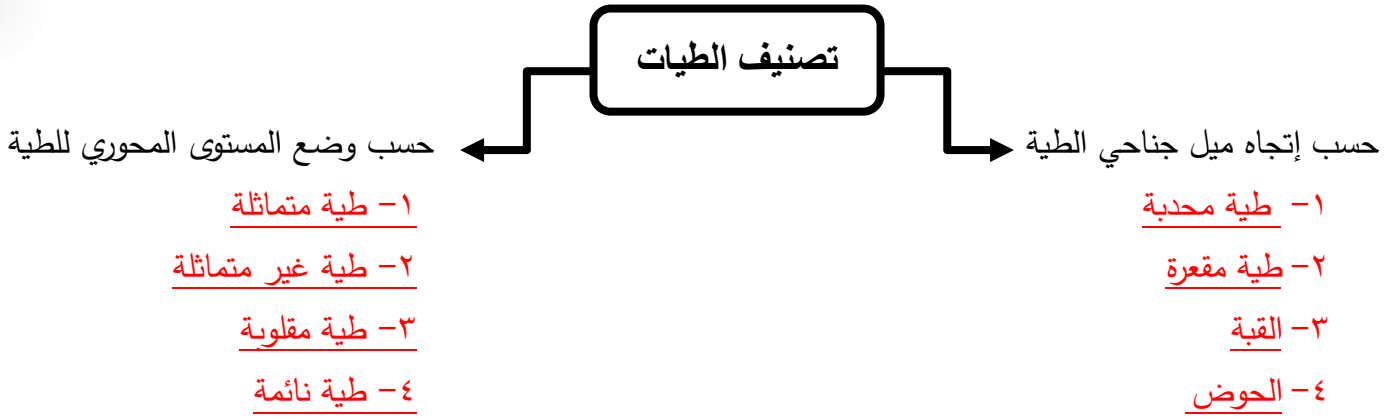 تصنيف الطيات
حسب إتجاه ميل جناحي الطية
١- طية محدبة
٢- طية مقعرة
٣- القبة
٤- الحوض
حسب وضع المستوى المحوري للطية
١- طية متماثلة
٢- طية غير متماثلة
٣- طية مقلوبة
٤- طية نائمة